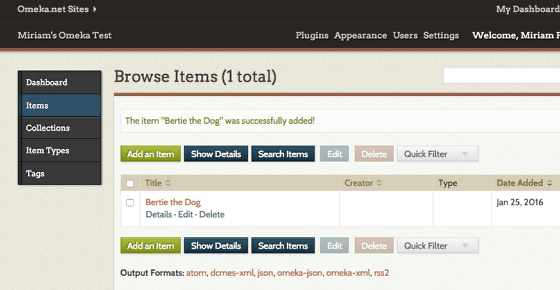 Omeka.net Sites
My Dashboard
Miriam's Omeka Test
Plugins Appearance Users Settings Welcome, Miriam
Dashboard
Items
Collections
Item Types
Tags
Browse Items (1 total)
The item "Bertie the Dog" was successfully added!
Add an Item Show Details Search Items Edit Delete Quick Filter
Title Creator Type Date Added
Bertie the Dog Jan 25, 2016
Details · Edit · Delete
Add an Item Show Details Search Items Edit Delete Quick Filter
Output Formats: atom, dcmes-xml, json, omeka-json, omeka-xml, rss2